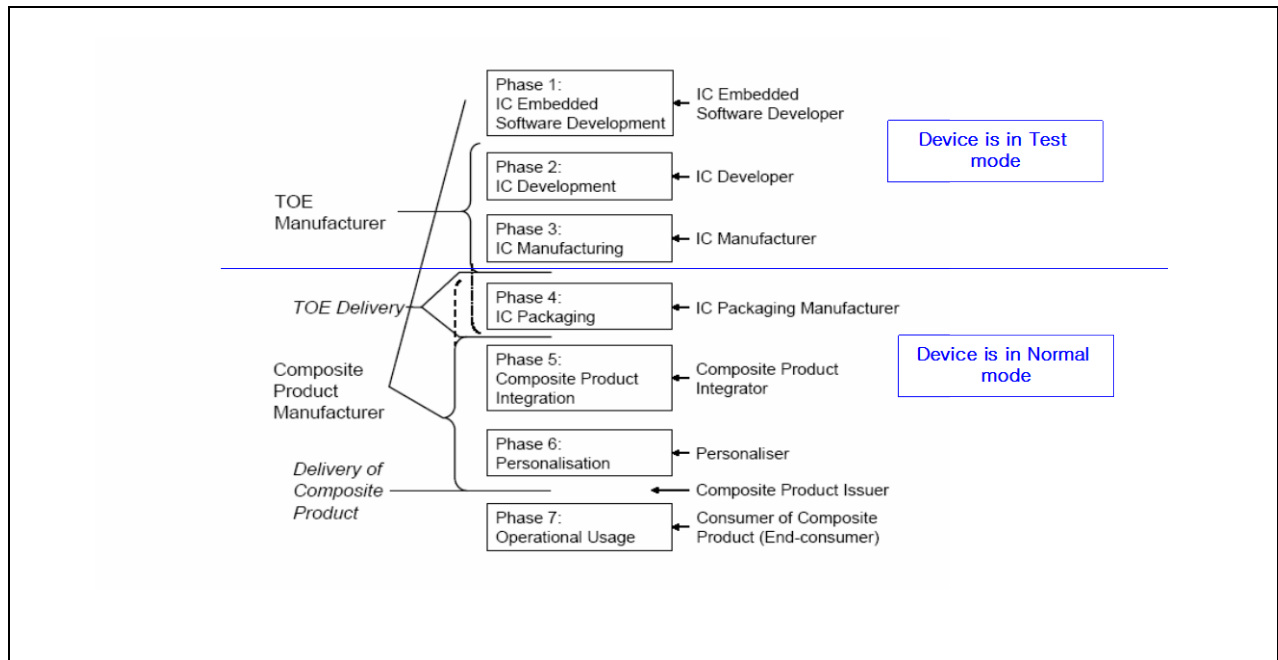 Phase 1:
IC Embedded
Software Development
IC Embedded
Software Developer
Device is in Test
mode
Phase 2:
IC Development
IC Developer
TOE
Manufacturer
Phase 3:
IC Manufacturing
IC Manufacturer
TOE Delivery
Phase 4:
IC Packaging
IC Packaging Manufacturer
Device is in Normal
mode
Composite
Product
Manufacturer
Phase 5:
Composite Product
Integration
Composite Product
Integrator
Phase 6:
Personalisation
Personaliser
Delivery of
Composite
Product
Composite Product Issuer
Phase 7:
Operational Usage
Consumer of Composite
Product (End-consumer)